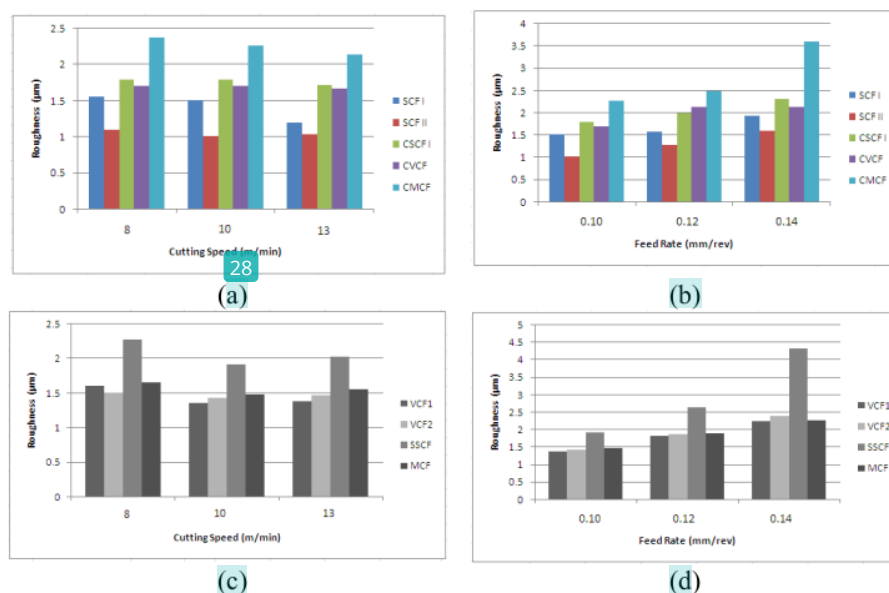 2.5
2
1.5
1
0.5
0
Roughness (µm)
8
10
13
Cutting Speed (m/min)
SCF I
SCF II
CSCF I
CVCF
CMCF
28
(a)
4
3.5
3
2.5
2
1.5
1
0.5
0
Roughness (µm)
0.10
0.12
0.14
Feed Rate (mm/rev)
SCF I
SCF II
CSCF I
CVCF
CMCF
(b)
2.5
2
1.5
1
0.5
0
Roughness (µm)
8
10
13
Cutting Speed (m/min)
VCF1
VCF2
SSCF
MCF
(c)
5
4.5
4
3.5
3
2.5
2
1.5
1
0.5
0
Roughness (µm)
0.10
0.12
0.14
Feed Rate (mm/rev)
VCF1
VCF2
SSCF
MCF
(d)